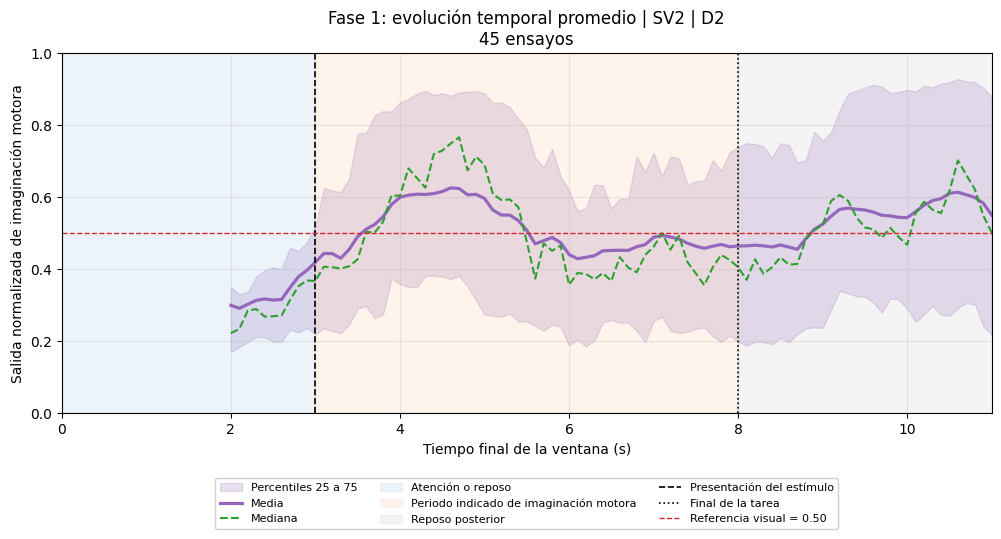 Fase 1: evolución temporal promedio | SV2 | D2
45 ensayos
Salida normalizada de imaginación motora
1.0
0.8
0.6
0.4
0.2
0.0
0
2
4
6
8
10
Tiempo final de la ventana (s)
Percentiles 25 a 75
Media
Mediana
Atención o reposo
Periodo indicado de imaginación motora
Reposo posterior
Presentación del estímulo
Final de la tarea
Referencia visual = 0.50